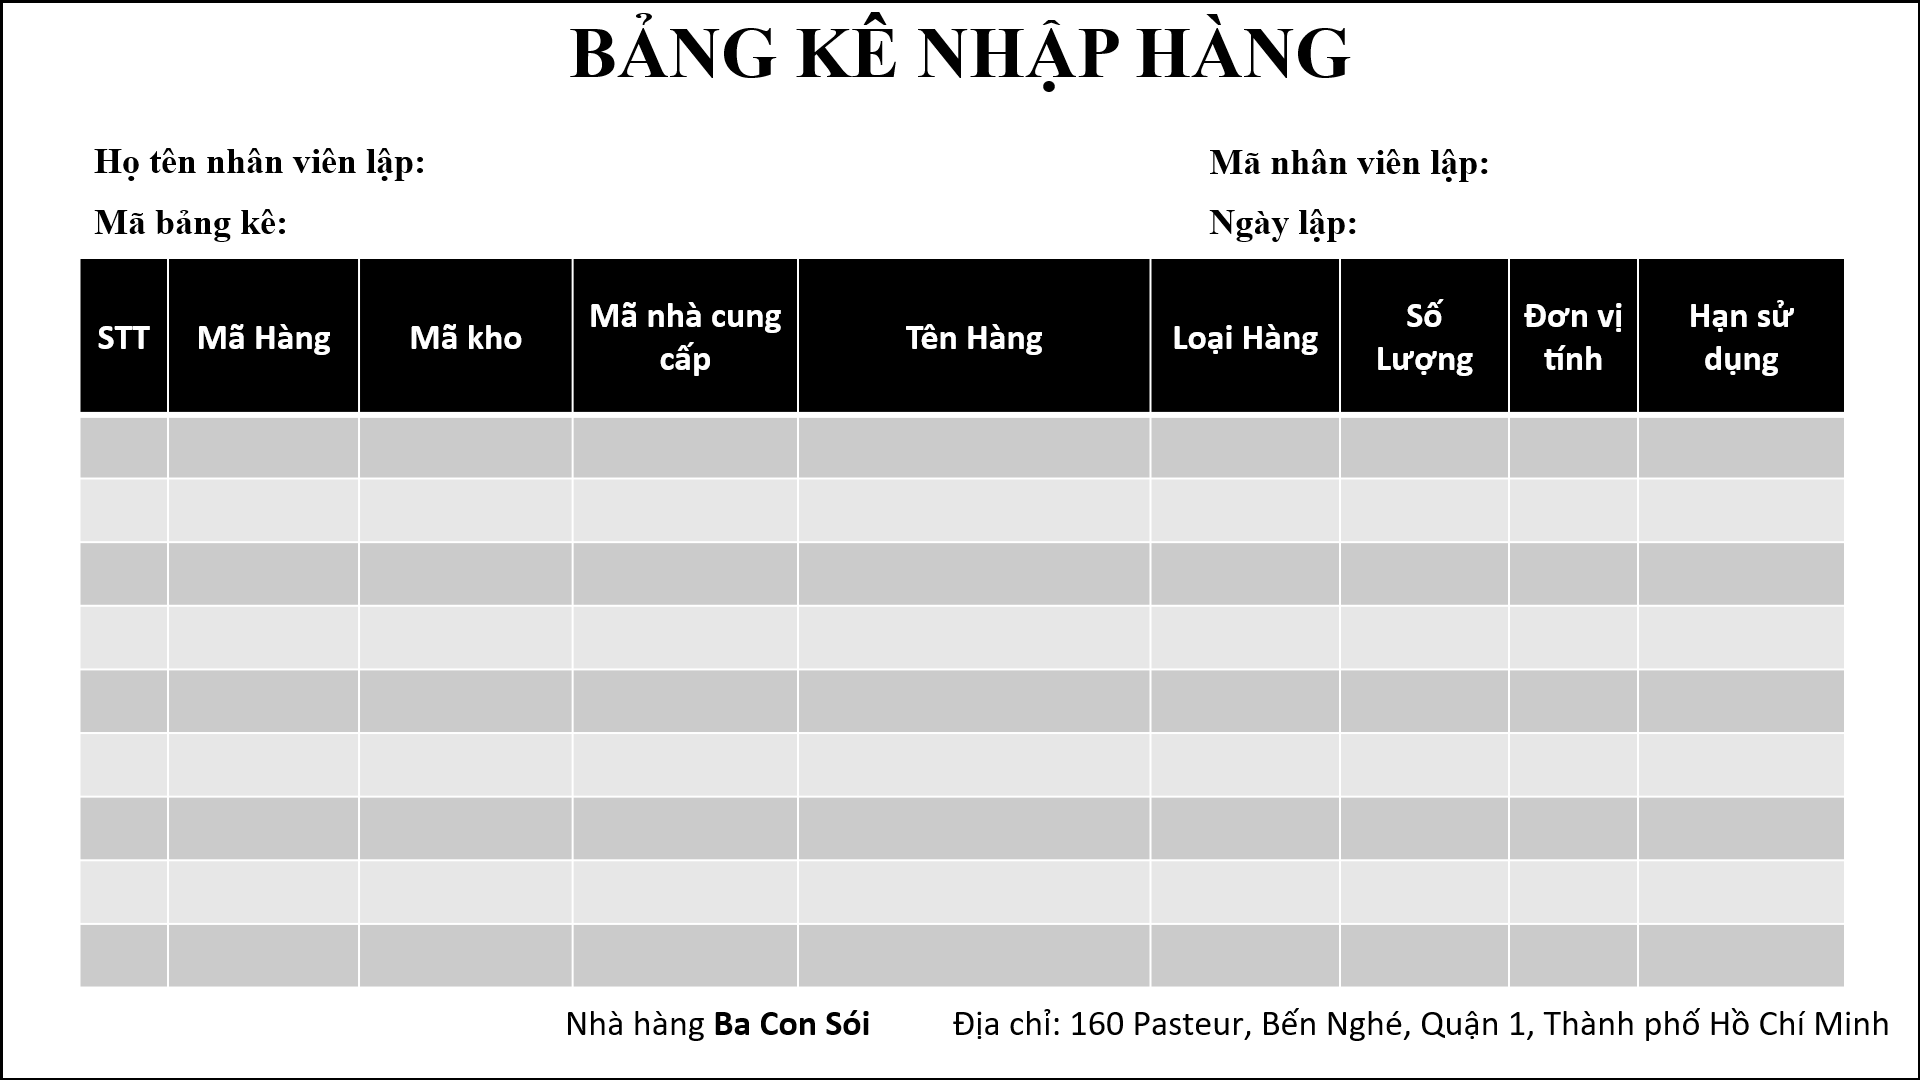 BẢNG KÊ NHẬP HÀNG
Họ tên nhân viên lập:
Mã nhân viên lập:
Mã bảng kê:
Ngày lập:
STT
Mã Hàng
Mã kho
Mã nhà cung
cấp
Tên Hàng
Loại Hàng
Số
Lượng
Đơn vị
tính
Hạn sử
dụng
Nhà hàng Ba Con Sói
Địa chỉ: 160 Pasteur, Bến Nghé, Quận 1, Thành phố Hồ Chí Minh